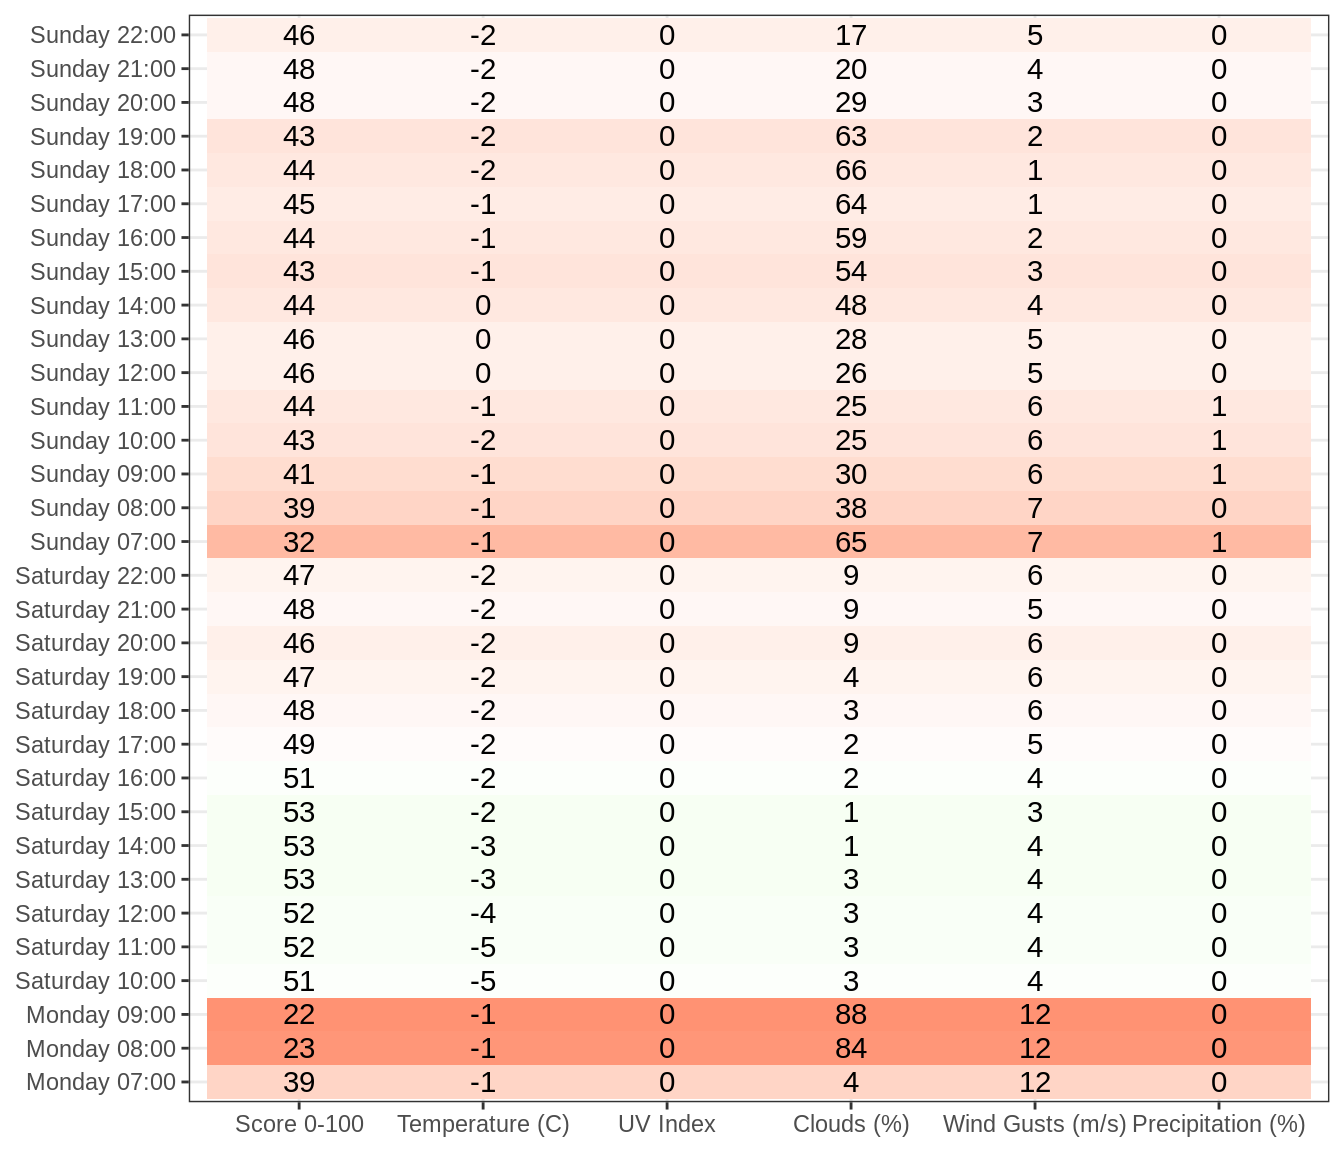 Sunday 22:00 46 -2 0 17 5 0
Sunday 21:00 48 -2 0 20 4 0
Sunday 20:00 48 -2 0 29 3 0
Sunday 19:00 43 -2 0 63 2 0
Sunday 18:00 44 -2 0 66 1 0
Sunday 17:00 45 -1 0 64 1 0
Sunday 16:00 44 -1 0 59 2 0
Sunday 15:00 43 -1 0 54 3 0
Sunday 14:00 44 0 0 48 4 0
Sunday 13:00 46 0 0 28 5 0
Sunday 12:00 46 0 0 26 5 0
Sunday 11:00 44 -1 0 25 6 1
Sunday 10:00 43 -2 0 25 6 1
Sunday 09:00 41 -1 0 30 6 1
Sunday 08:00 39 -1 0 38 7 0
Sunday 07:00 32 -1 0 65 7 1
Saturday 22:00 47 -2 0 9 6 0
Saturday 21:00 48 -2 0 9 5 0
Saturday 20:00 46 -2 0 9 6 0
Saturday 19:00 47 -2 0 4 6 0
Saturday 18:00 48 -2 0 3 6 0
Saturday 17:00 49 -2 0 2 5 0
Saturday 16:00 51 -2 0 2 4 0
Saturday 15:00 53 -2 0 1 3 0
Saturday 14:00 53 -3 0 1 4 0
Saturday 13:00 53 -3 0 3 4 0
Saturday 12:00 52 -4 0 3 4 0
Saturday 11:00 52 -5 0 3 4 0
Saturday 10:00 51 -5 0 3 4 0
Monday 09:00 22 -1 0 88 12 0
Monday 08:00 23 -1 0 84 12 0
Monday 07:00 39 -1 0 4 12 0
Score 0-100 Temperature (C) UV Index Clouds (%) Wind Gusts (m/s) Precipitation (%)